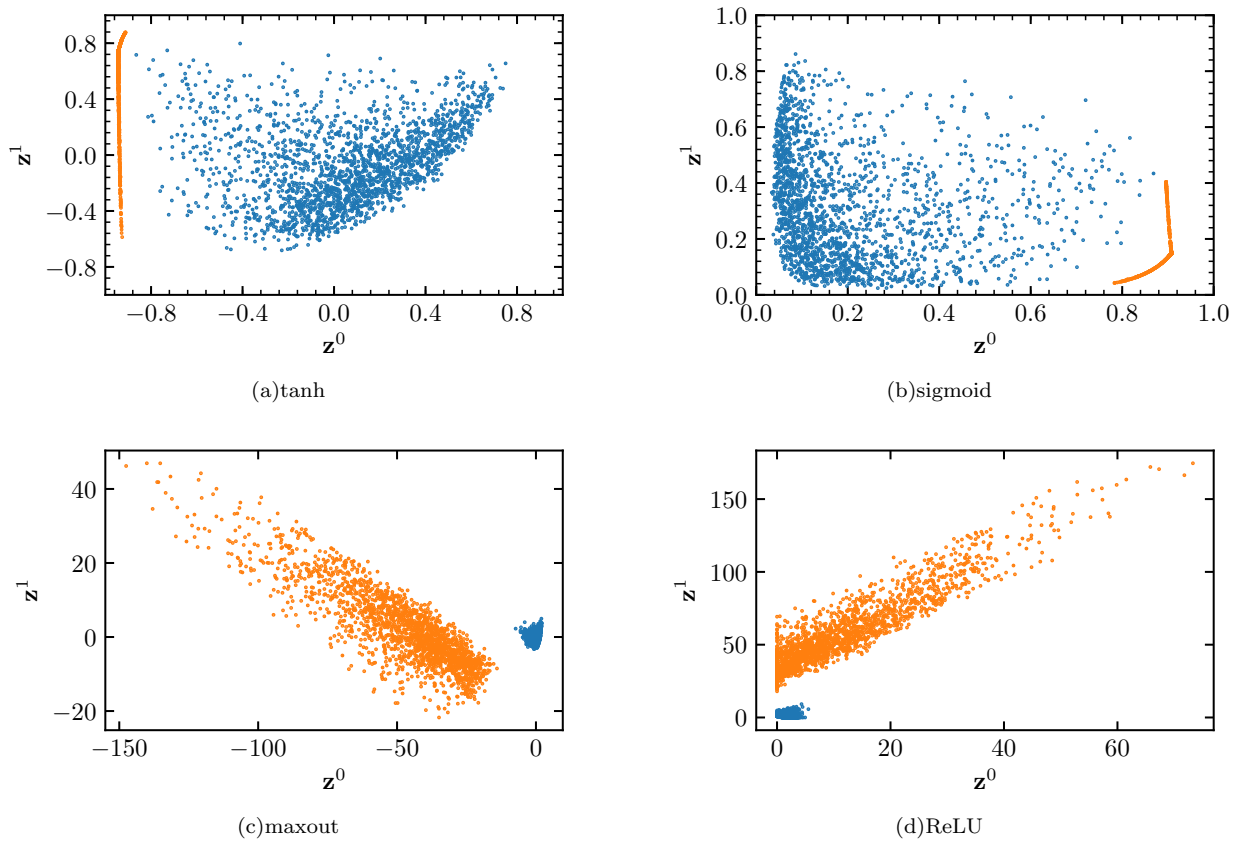 0.8
0.4
0.0
−0.4
−0.8
z¹
−0.8 −0.4 0.0 0.4 0.8
z⁰
(a)tanh
1.0
0.8
0.6
0.4
0.2
0.0
z¹
0.0 0.2 0.4 0.6 0.8 1.0
z⁰
(b)sigmoid
40
20
0
−20
z¹
−150 −100 −50 0
z⁰
(c)maxout
150
100
50
0
z¹
0 20 40 60
z⁰
(d)ReLU